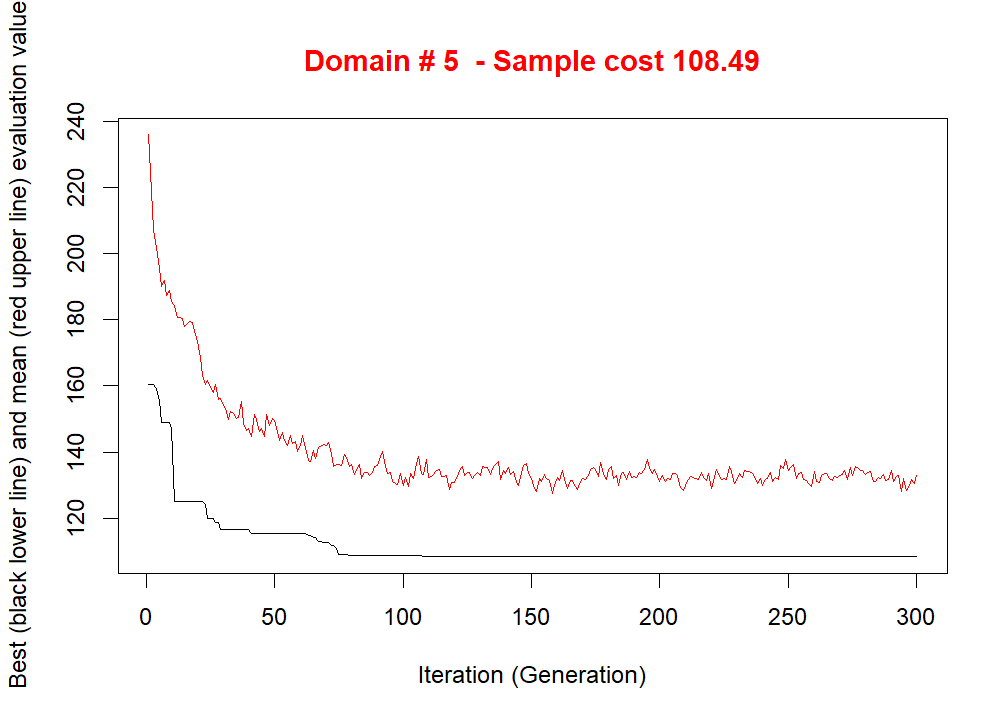 Domain # 5  - Sample cost 108.49
Best (black lower line) and mean (red upper line) evaluation value
240
220
200
180
160
140
120
0 50 100 150 200 250 300
Iteration (Generation)